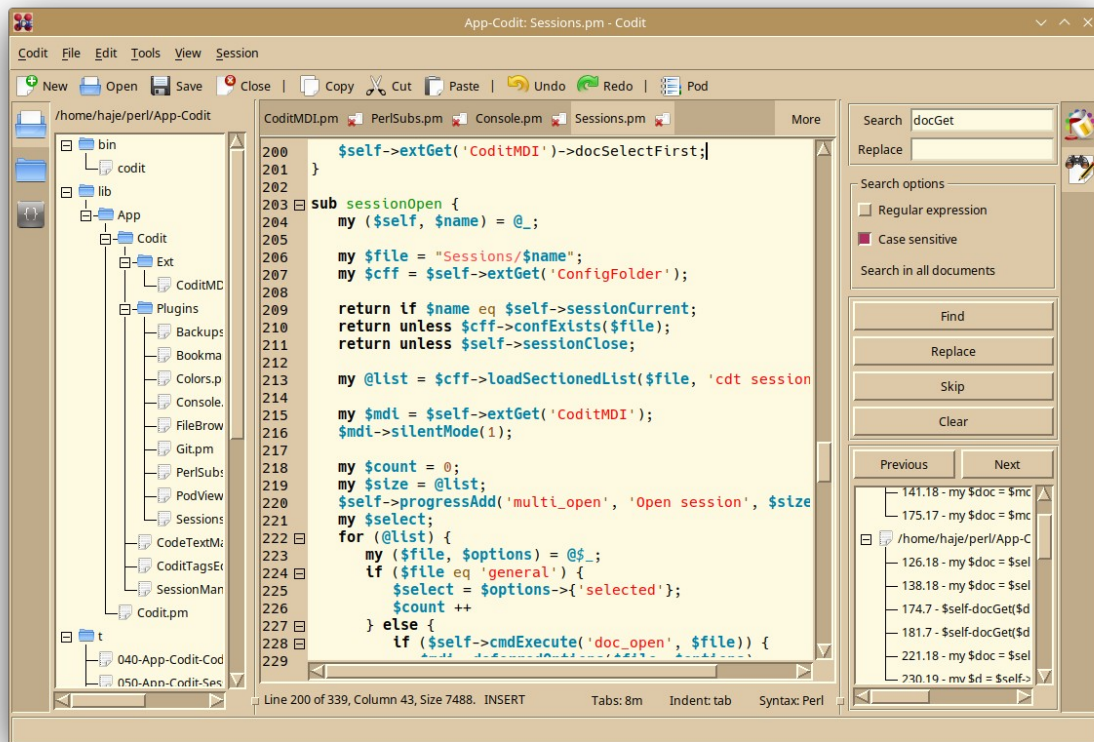 App-Codit: Sessions.pm - Codit
Codit File Edit Tools View Session
New Open Save Close | Copy Cut Paste | Undo Redo | Pod
/home/haje/perl/App-Codit
bin
codit
lib
App
Codit
Ext
CoditMD
Plugins
Backups
Bookma
Colors.p
Console.
FileBrow
Git.pm
PerlSubs
PodView
Sessions
CodeTextMa
CoditTagsEd
SessionMan
Codit.pm
t
040-App-Codit-Cod
050-App-Codit-Ses
CoditMDI.pm PerlSubs.pm Console.pm Sessions.pm More
200 $self->extGet('CoditMDI')->docSelectFirst;
201 }
202
203 sub sessionOpen {
204 my ($self, $name) = @_;
205
206 my $file = "Sessions/$name";
207 my $cff = $self->extGet('ConfigFolder');
208
209 return if $name eq $self->sessionCurrent;
210 return unless $cff->confExists($file);
211 return unless $self->sessionClose;
212
213 my @list = $cff->loadSectionedList($file, 'cdt session
214
215 my $mdi = $self->extGet('CoditMDI');
216 $mdi->silentMode(1);
217
218 my $count = 0;
219 my $size = @list;
220 $self->progressAdd('multi_open', 'Open session', $size
221 my $select;
222 for (@list) {
223 my ($file, $options) = @$_;
224 if ($file eq 'general') {
225 $select = $options->{'selected'};
226 $count ++
227 } else {
228 if ($self->cmdExecute('doc_open', $file)) {
229 $mdi->deferredOptions($file, $options)
Line 200 of 339, Column 43, Size 7488. INSERT Tabs: 8m Indent: tab Syntax: Perl
Search docGet
Replace
Search options
Regular expression
Case sensitive
Search in all documents
Find
Replace
Skip
Clear
Previous Next
141.18 - my $doc = $mc
175.17 - my $doc = $mc
/home/haje/perl/App-C
126.18 - my $doc = $sel
138.18 - my $doc = $sel
174.7 - $self-docGet($d
181.7 - $self-docGet($d
221.18 - my $doc = $sel
230.19 - my $d = $self->